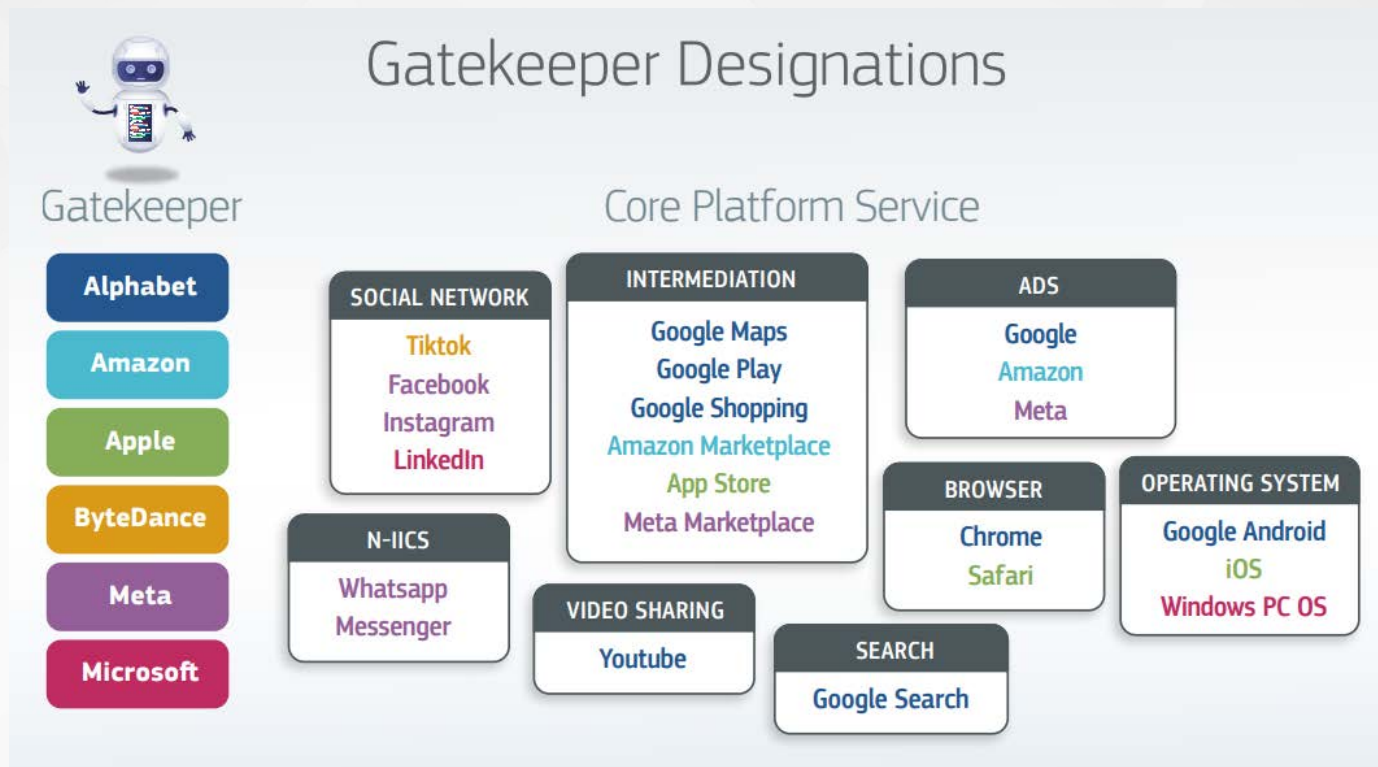 Gatekeeper Designations
Gatekeeper
Alphabet
Amazon
Apple
ByteDance
Meta
Microsoft
Core Platform Service
SOCIAL NETWORK
Tiktok
Facebook
Instagram
LinkedIn
INTERMEDIATION
Google Maps
Google Play
Google Shopping
Amazon Marketplace
App Store
Meta Marketplace
ADS
Google
Amazon
Meta
N-IICS
Whatsapp
Messenger
VIDEO SHARING
Youtube
SEARCH
Google Search
BROWSER
Chrome
Safari
OPERATING SYSTEM
Google Android
iOS
Windows PC OS